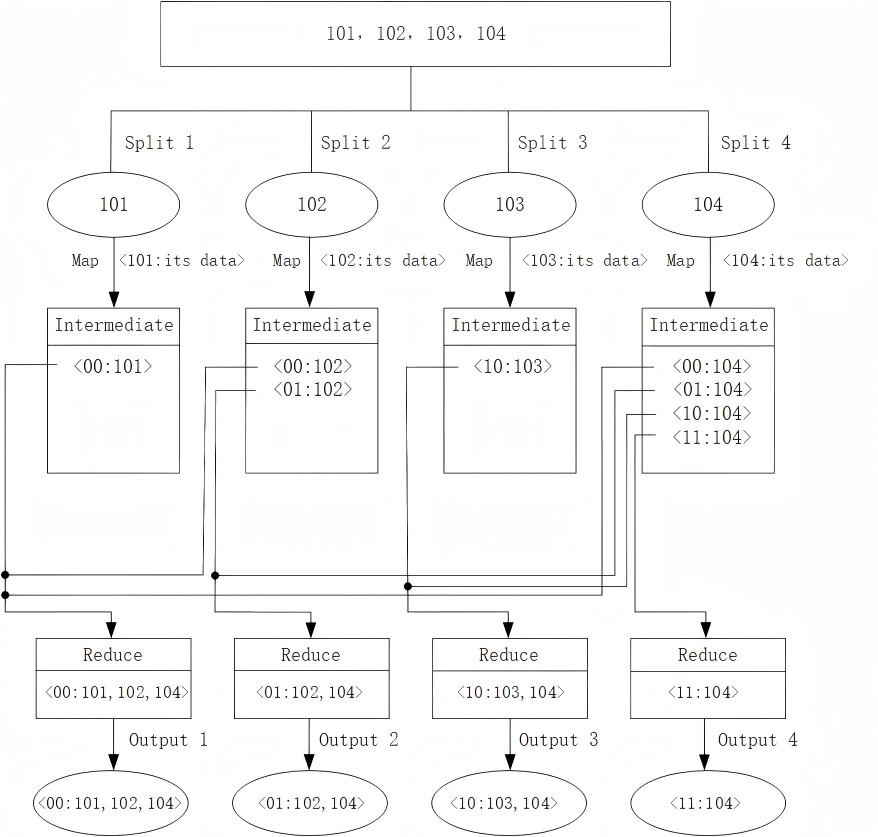 101, 102, 103, 104
Split 1
Split 2
Split 3
Split 4
101
102
103
104
Map <101:its data>
Map <102:its data>
Map <103:its data>
Map <104:its data>
Intermediate
Intermediate
Intermediate
Intermediate
<00:101>
<00:102>
<01:102>
<10:103>
<00:104>
<01:104>
<10:104>
<11:104>
Reduce
Reduce
Reduce
Reduce
<00:101,102,104>
<01:102,104>
<10:103,104>
<11:104>
Output 1
Output 2
Output 3
Output 4
<00:101,102,104>
<01:102,104>
<10:103,104>
<11:104>